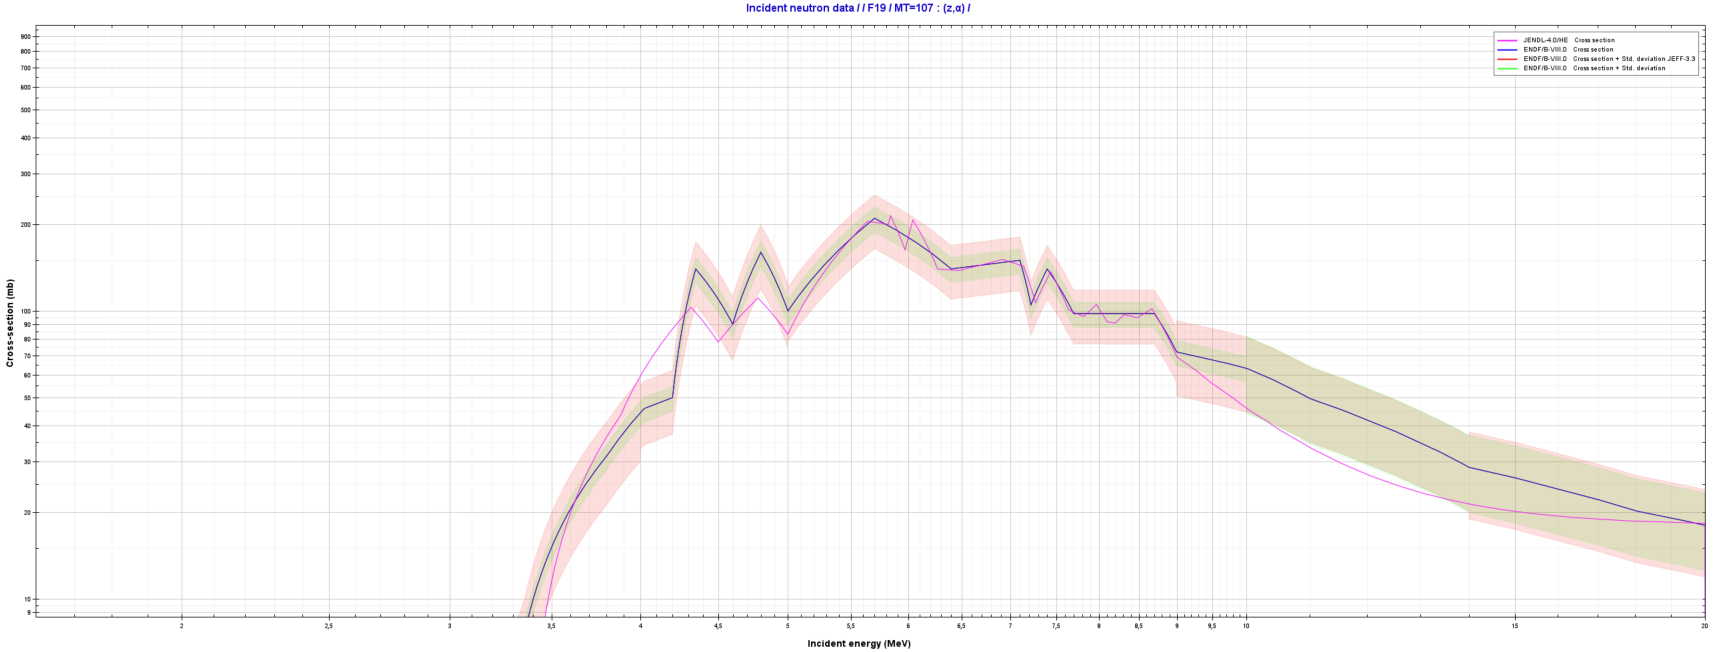 Incident neutron data / / F19 / MT=107 : (z,α) /
JENDL-4.0/HE Cross section
ENDF/B-VIII.0 Cross section
ENDF/B-VIII.0 Cross section + Std. deviation JEFF-3.3
ENDF/B-VIII.0 Cross section + Std. deviation
Cross-section (mb)
900
800
700
600
500
400
300
200
100
90
80
70
60
50
40
30
20
10
9
2 2,5 3 3,5 4 4,5 5 5,5 6 6,5 7 7,5 8 8,5 9 9,5 10 15 20
Incident energy (MeV)